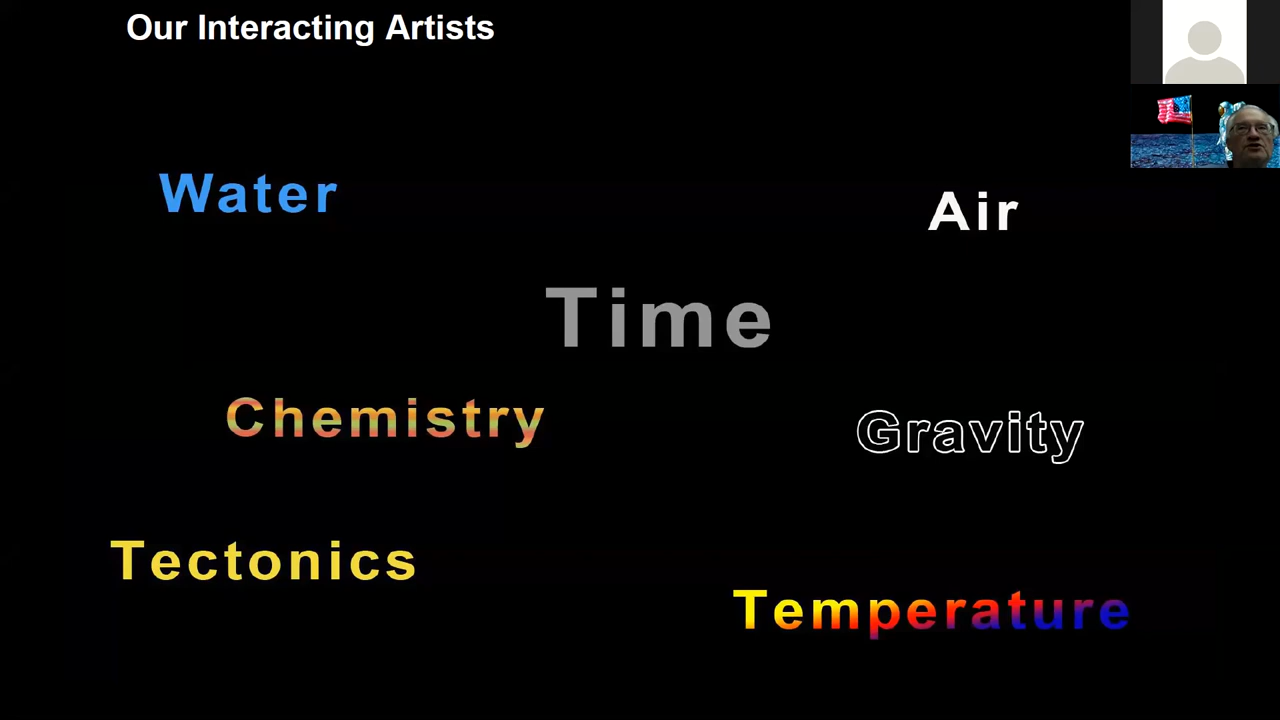 Our Interacting Artists
Water
Air
Time
Chemistry
Gravity
Tectonics
Temperature